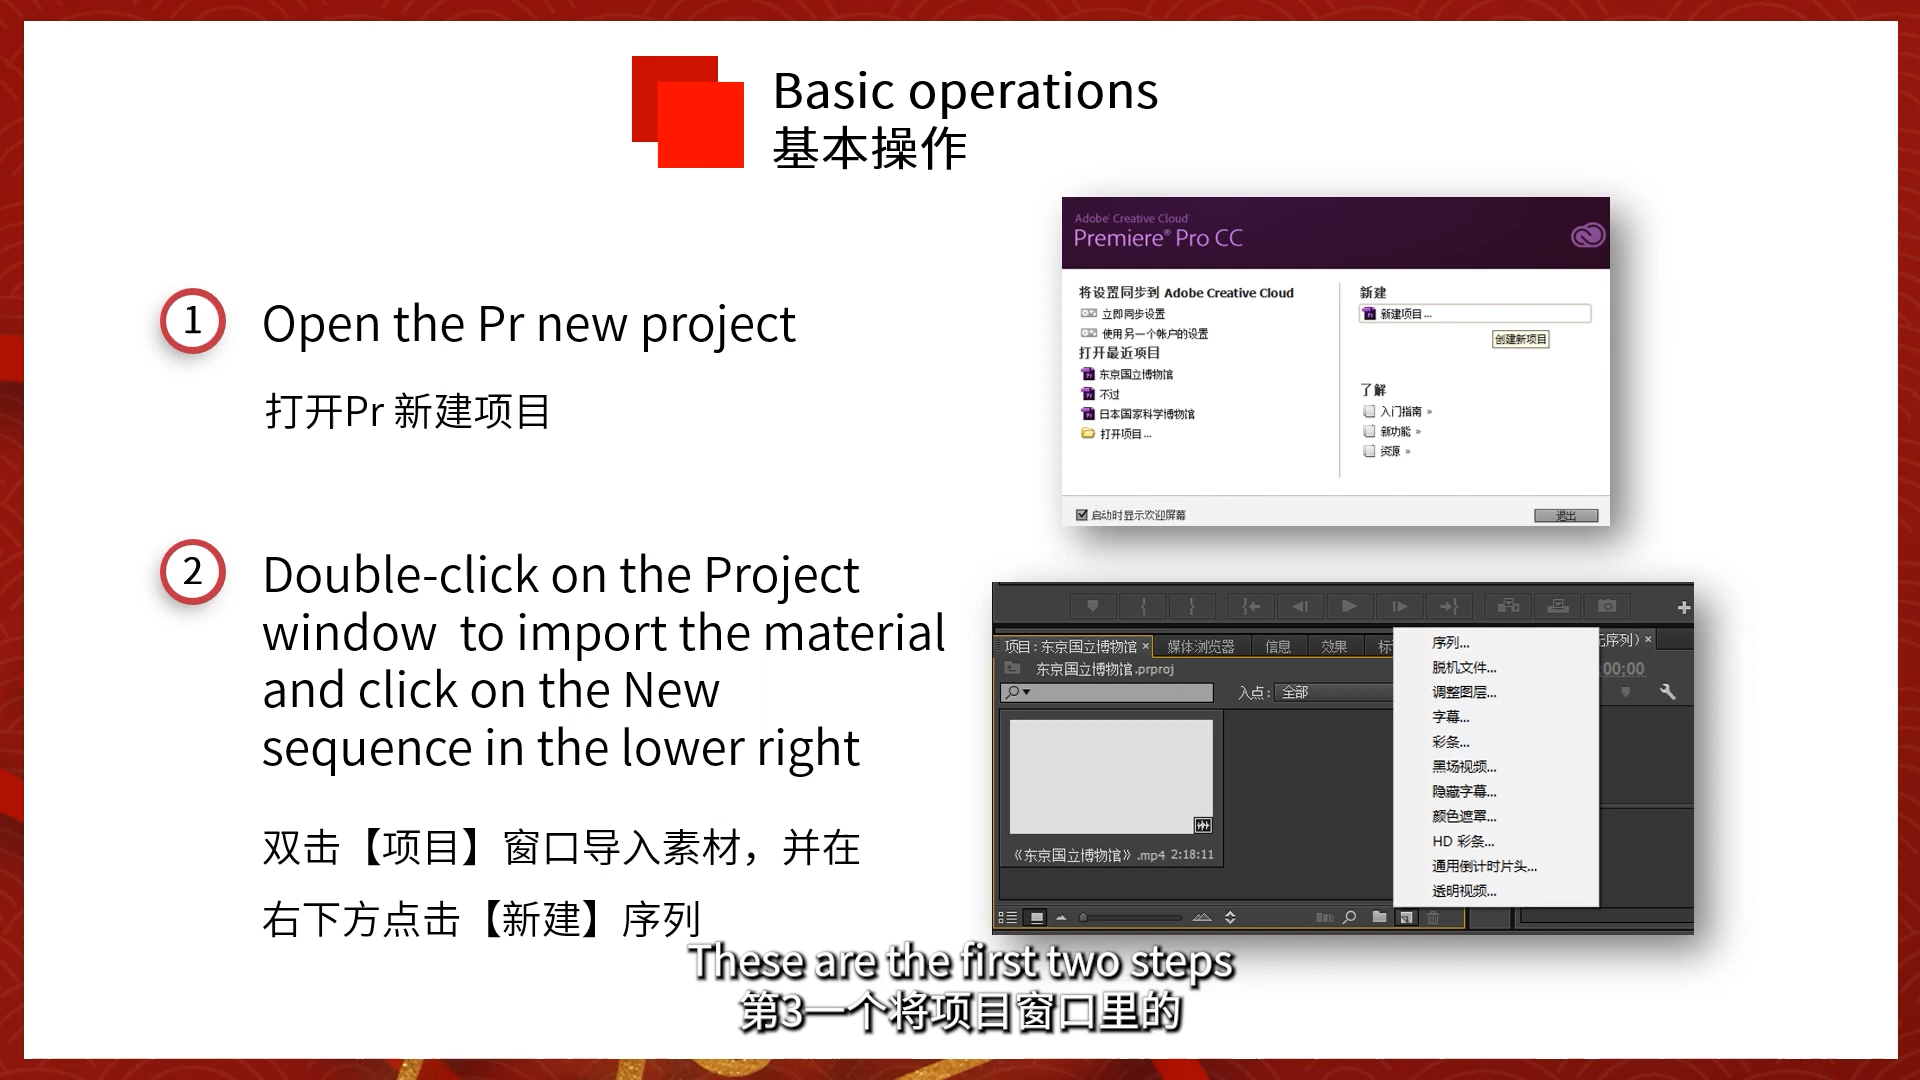 Basic operations
基本操作
1
Open the Pr new project
打开Pr 新建项目
2
Double-click on the Project
window to import the material
and click on the New
sequence in the lower right
双击【项目】窗口导入素材，并在
右下方点击【新建】序列
Adobe Creative Cloud
Premiere® Pro CC
将设置同步到 Adobe Creative Cloud
立即同步设置
使用另一个帐户的设置
打开最近项目
东京国立博物馆
不过
日本国家科学博物馆
打开项目...
新建
新建项目...
创建新项目
了解
入门指南 »
新功能 »
资源 »
启动时显示欢迎屏幕
退出
项目：东京国立博物馆 ×
媒体浏览器
信息
效果
标
序列) ×
东京国立博物馆.prproj
:00;00
入点：全部
《东京国立博物馆》.mp4 2:18:11
序列...
脱机文件...
调整图层...
字幕...
彩条...
黑场视频...
隐藏字幕...
颜色遮罩...
HD 彩条...
通用倒计时片头...
透明视频...
These are the first two steps
第3一个将项目窗口里的